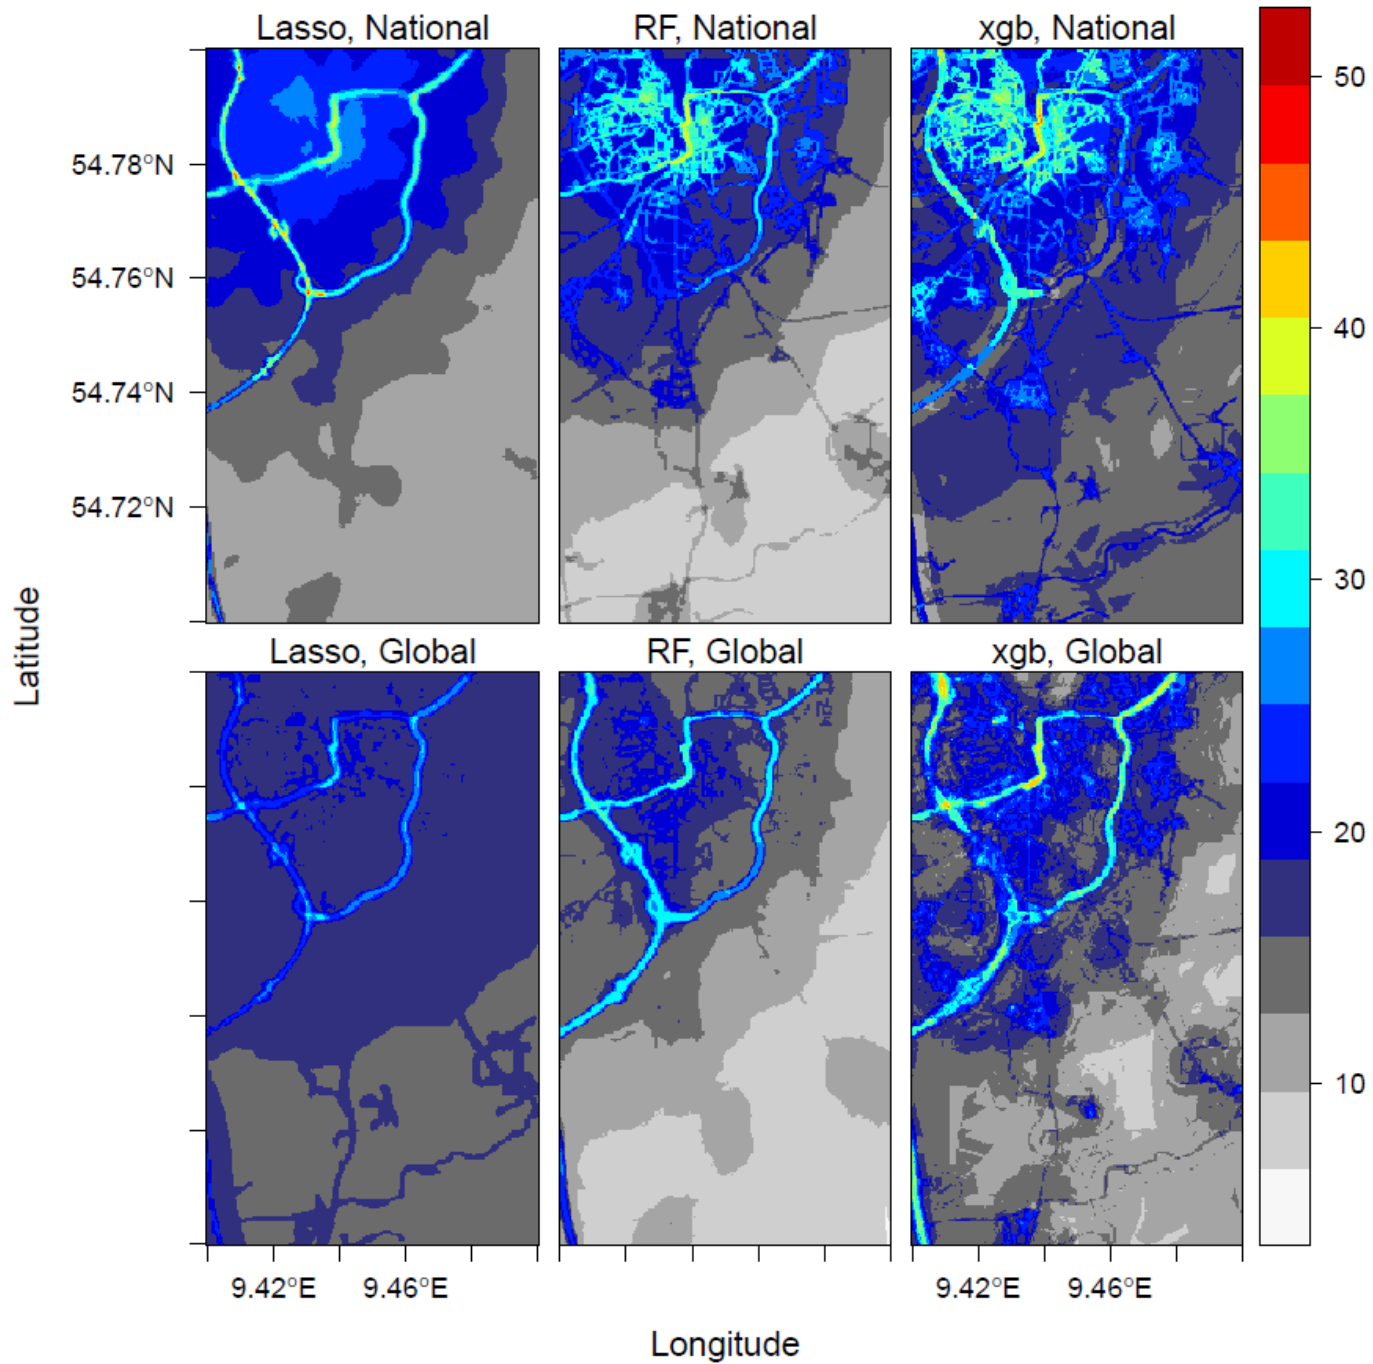 Lasso, National
RF, National
xgb, National
54.78°N
54.76°N
54.74°N
54.72°N
Lasso, Global
RF, Global
xgb, Global
9.42°E
9.46°E
9.42°E
9.46°E
Longitude
Latitude
50
40
30
20
10